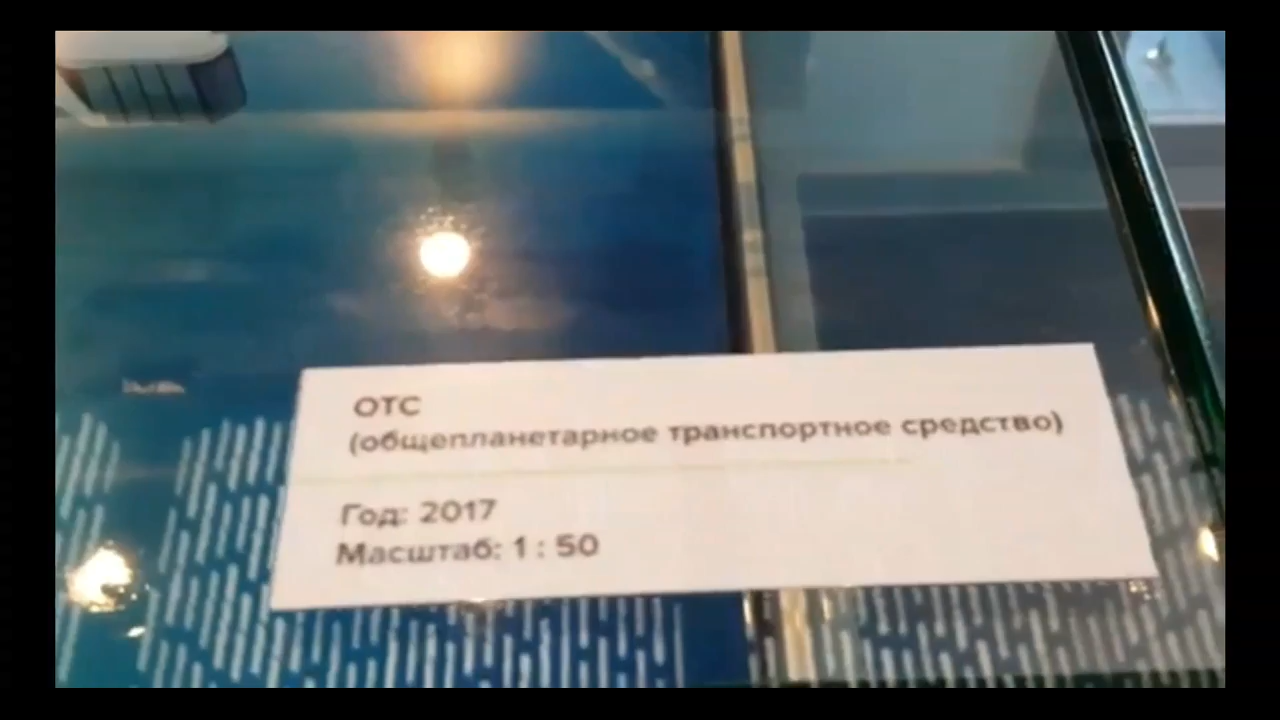 ОТС
(общепланетарное транспортное средство)
Год: 2017
Масштаб: 1 : 50